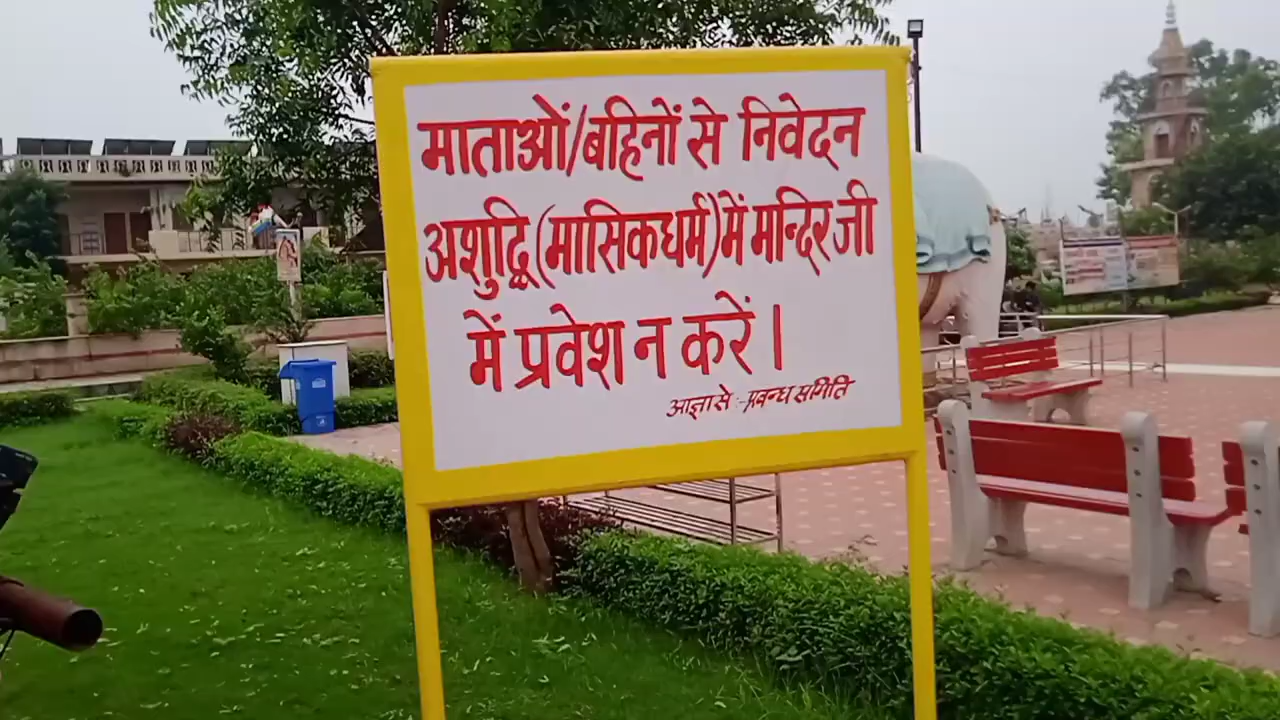 माताओं/बहिनों से निवेदन
अशुद्धि (मासिकधर्म) में मन्दिर जी
में प्रवेश न करें ।
आज्ञा से :- प्रबन्ध समिति